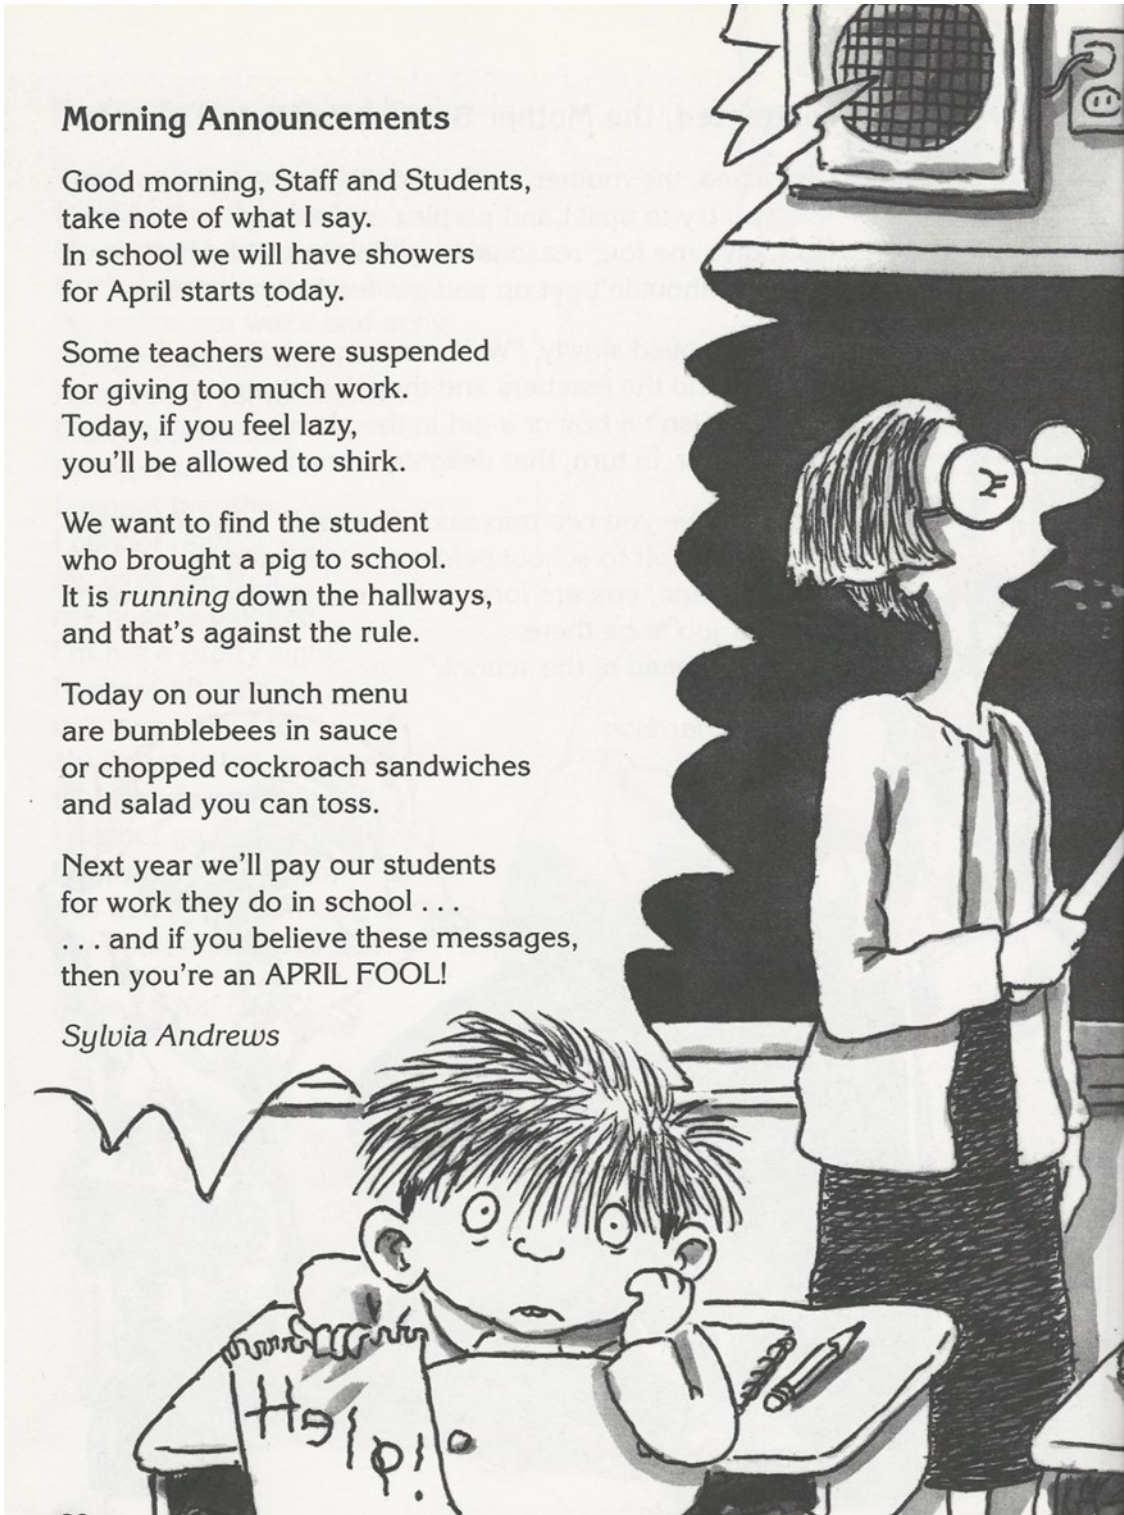 Morning Announcements
Good morning, Staff and Students,
take note of what I say.
In school we will have showers
for April starts today.
Some teachers were suspended
for giving too much work.
Today, if you feel lazy,
you'll be allowed to shirk.
We want to find the student
who brought a pig to school.
It is running down the hallways,
and that's against the rule.
Today on our lunch menu
are bumblebees in sauce
or chopped cockroach sandwiches
and salad you can toss.
Next year we'll pay our students
for work they do in school . . .
. . . and if you believe these messages,
then you're an APRIL FOOL!
Sylvia Andrews